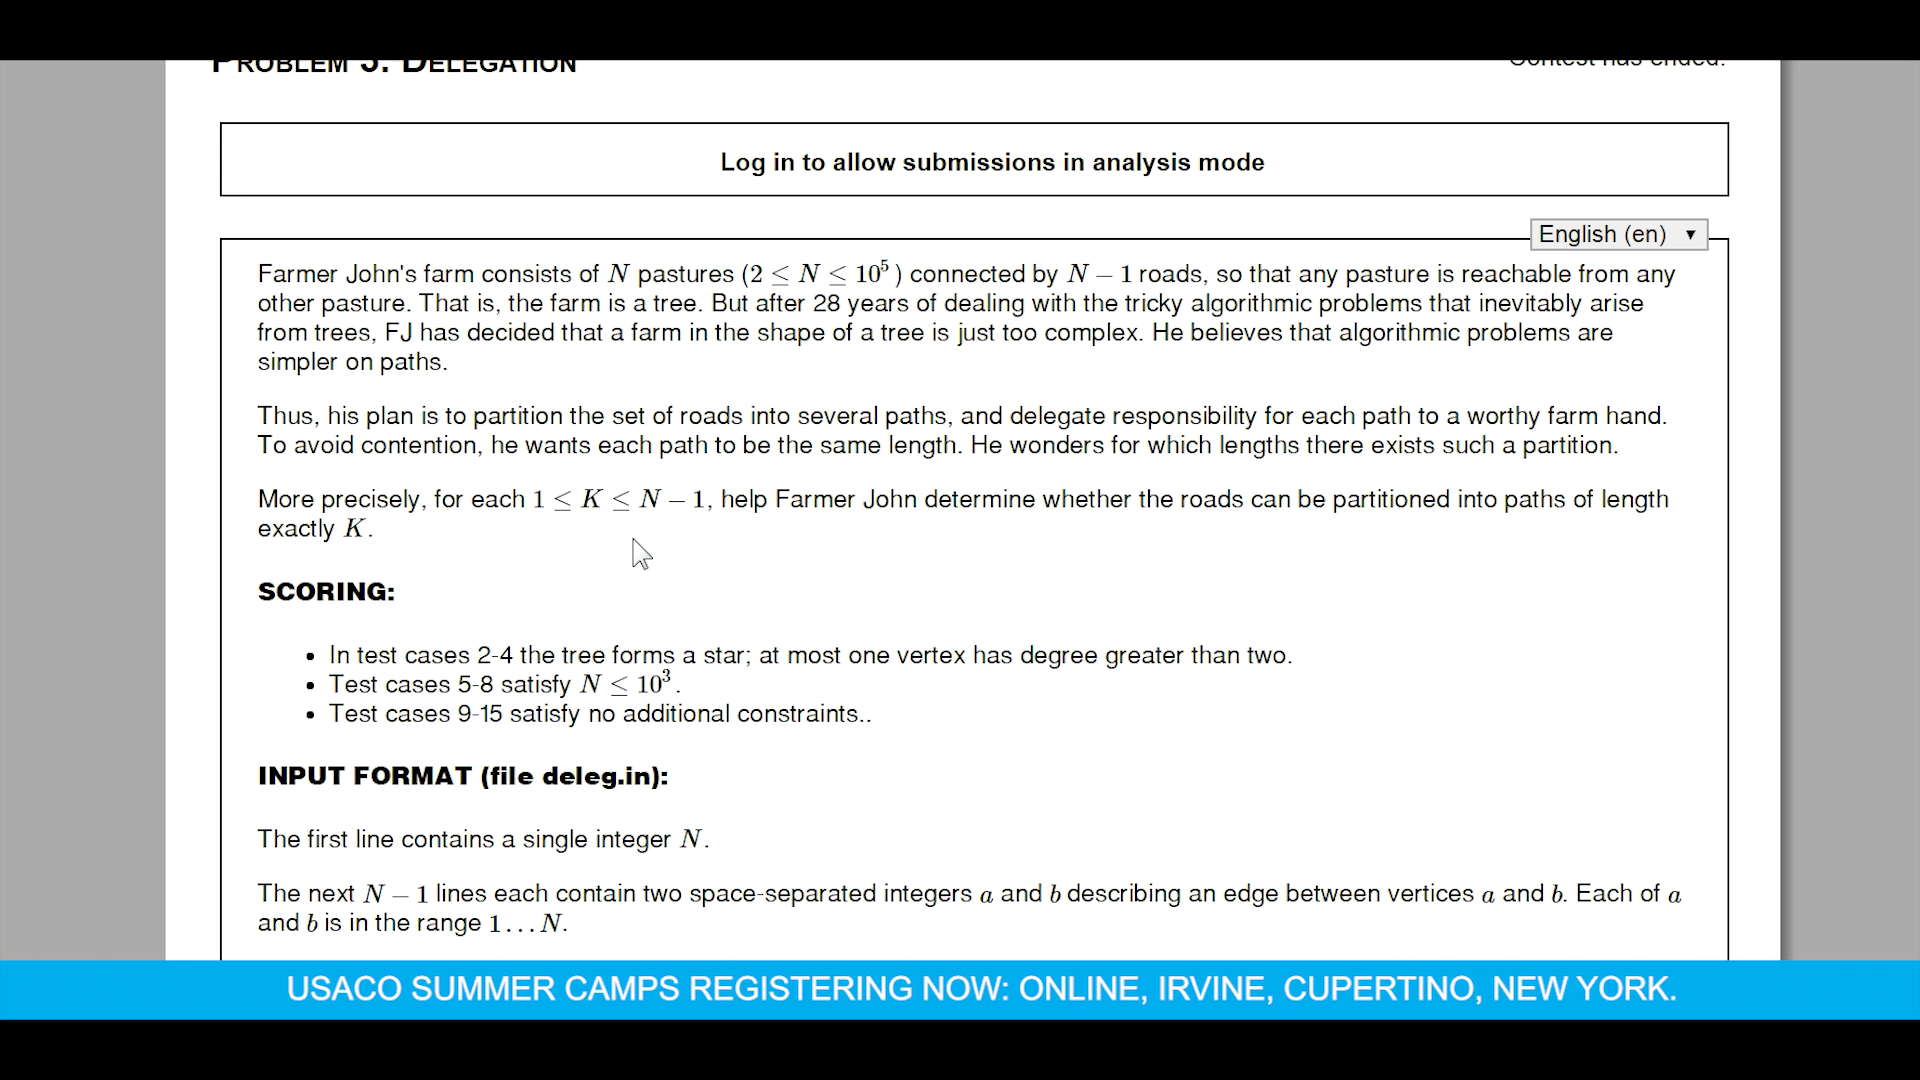 PROBLEM 3. DELEGATION
Contest has ended.
Log in to allow submissions in analysis mode
English (en) ▼
Farmer John's farm consists of N pastures (2 ≤ N ≤ 10⁵) connected by N − 1 roads, so that any pasture is reachable from any
other pasture. That is, the farm is a tree. But after 28 years of dealing with the tricky algorithmic problems that inevitably arise
from trees, FJ has decided that a farm in the shape of a tree is just too complex. He believes that algorithmic problems are
simpler on paths.
Thus, his plan is to partition the set of roads into several paths, and delegate responsibility for each path to a worthy farm hand.
To avoid contention, he wants each path to be the same length. He wonders for which lengths there exists such a partition.
More precisely, for each 1 ≤ K ≤ N − 1, help Farmer John determine whether the roads can be partitioned into paths of length
exactly K.
SCORING:
• In test cases 2-4 the tree forms a star; at most one vertex has degree greater than two.
• Test cases 5-8 satisfy N ≤ 10³.
• Test cases 9-15 satisfy no additional constraints..
INPUT FORMAT (file deleg.in):
The first line contains a single integer N.
The next N − 1 lines each contain two space-separated integers a and b describing an edge between vertices a and b. Each of a
and b is in the range 1…N.
USACO SUMMER CAMPS REGISTERING NOW: ONLINE, IRVINE, CUPERTINO, NEW YORK.